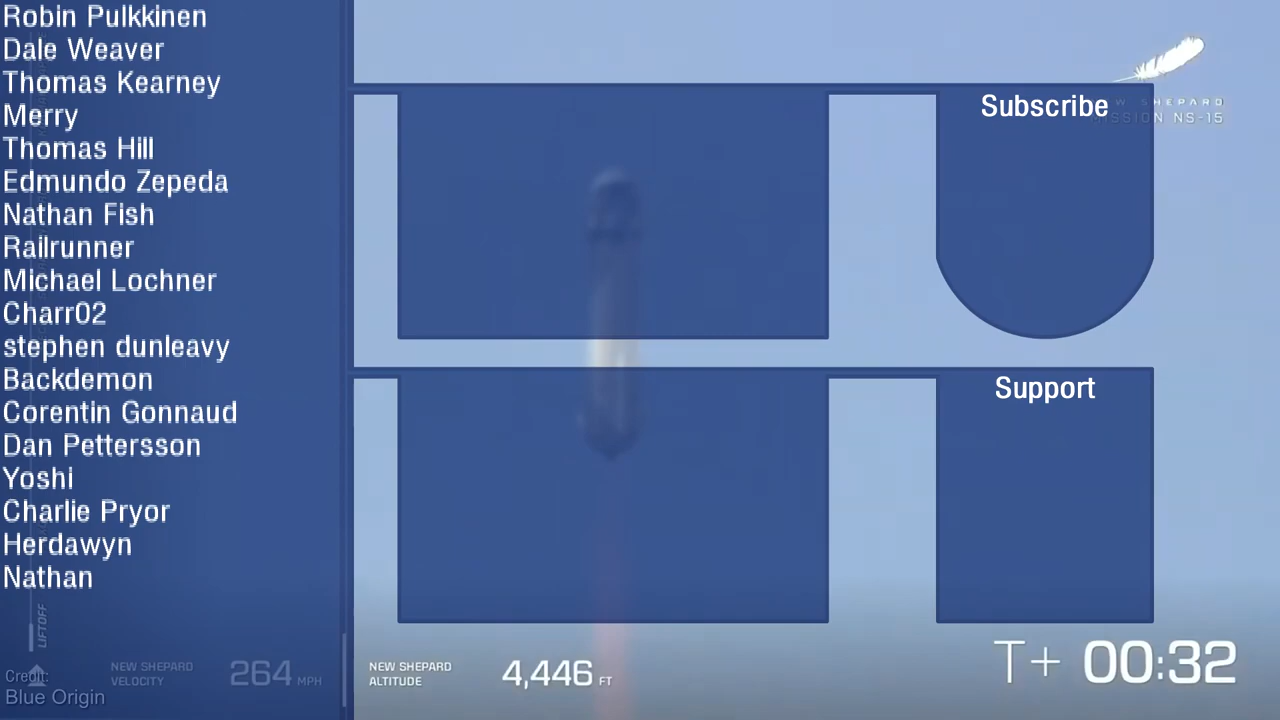 Robin Pulkkinen
Dale Weaver
Thomas Kearney
Merry
Thomas Hill
Edmundo Zepeda
Nathan Fish
Railrunner
Michael Lochner
Charr02
stephen dunleavy
Backdemon
Corentin Gonnaud
Dan Pettersson
Yoshi
Charlie Pryor
Herdawyn
Nathan
LIFTOFF
Credit:
Blue Origin
NEW SHEPARD
VELOCITY
264 MPH
NEW SHEPARD
ALTITUDE
4,446 FT
Subscribe
SHEPARD
MISSION NS-15
Support
T+ 00:32